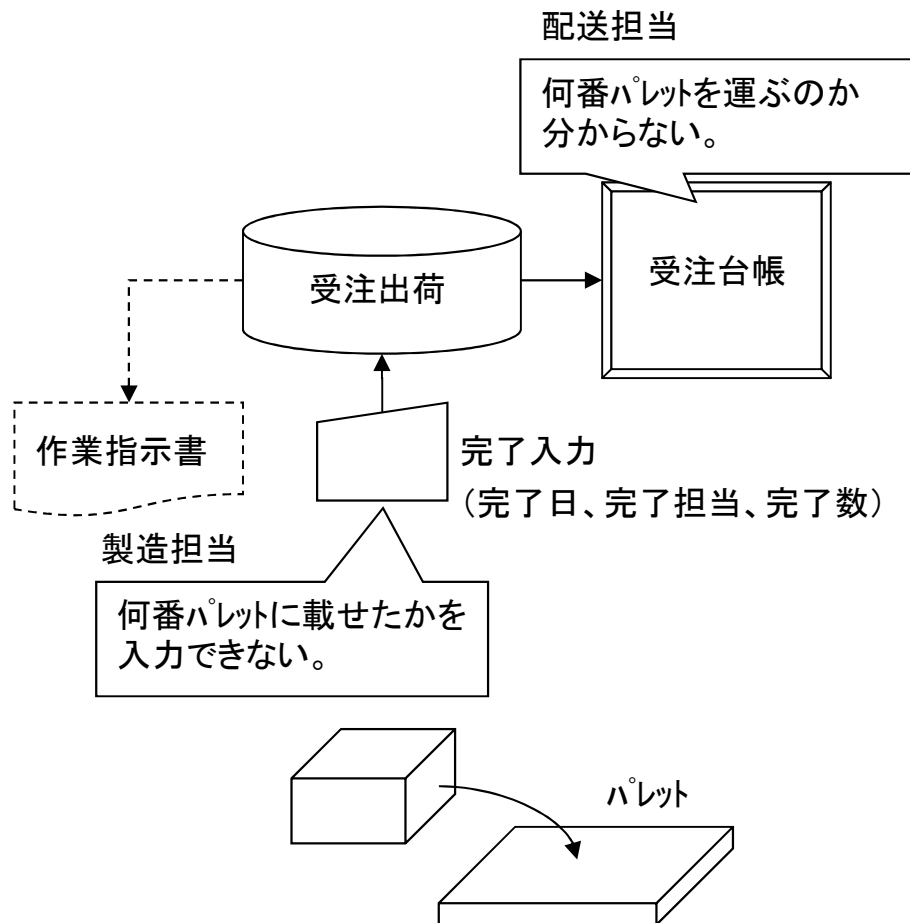 配送担当
何番ﾊﾟﾚｯﾄを運ぶのか
分からない。
受注出荷
受注台帳
作業指示書
完了入力
（完了日、完了担当、完了数）
製造担当
何番ﾊﾟﾚｯﾄに載せたかを
入力できない。
ﾊﾟﾚｯﾄ